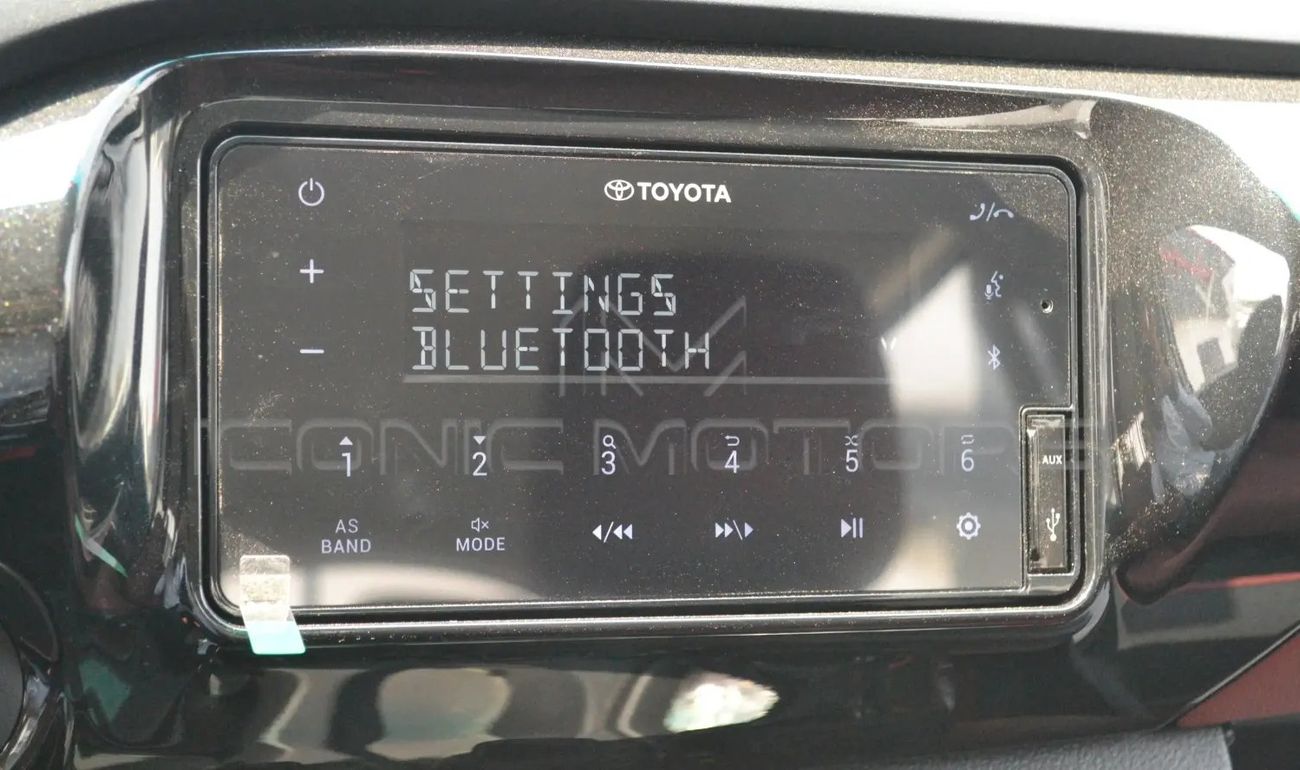 TOYOTA
SETTINGS
BLUETOOTH
ICONIC MOTORS
1 2 3 4 5 6
AUX
AS
BAND
MODE